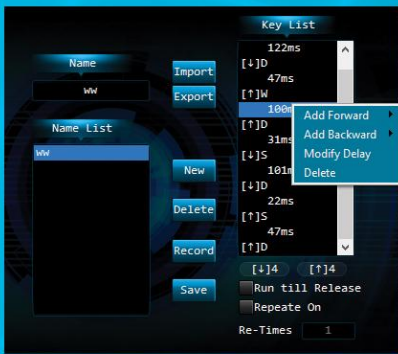 Name
ww
Name List
ww
Import
Export
New
Delete
Record
Save
Key List
122ms
[↓]D
47ms
[↑]W
100m
[↑]D
31ms
[↓]S
101m
[↓]D
22ms
[↑]S
47ms
[↑]D
Add Forward
Add Backward
Modify Delay
Delete
[↓]4 [↑]4
Run till Release
Repeate On
Re-Times 1